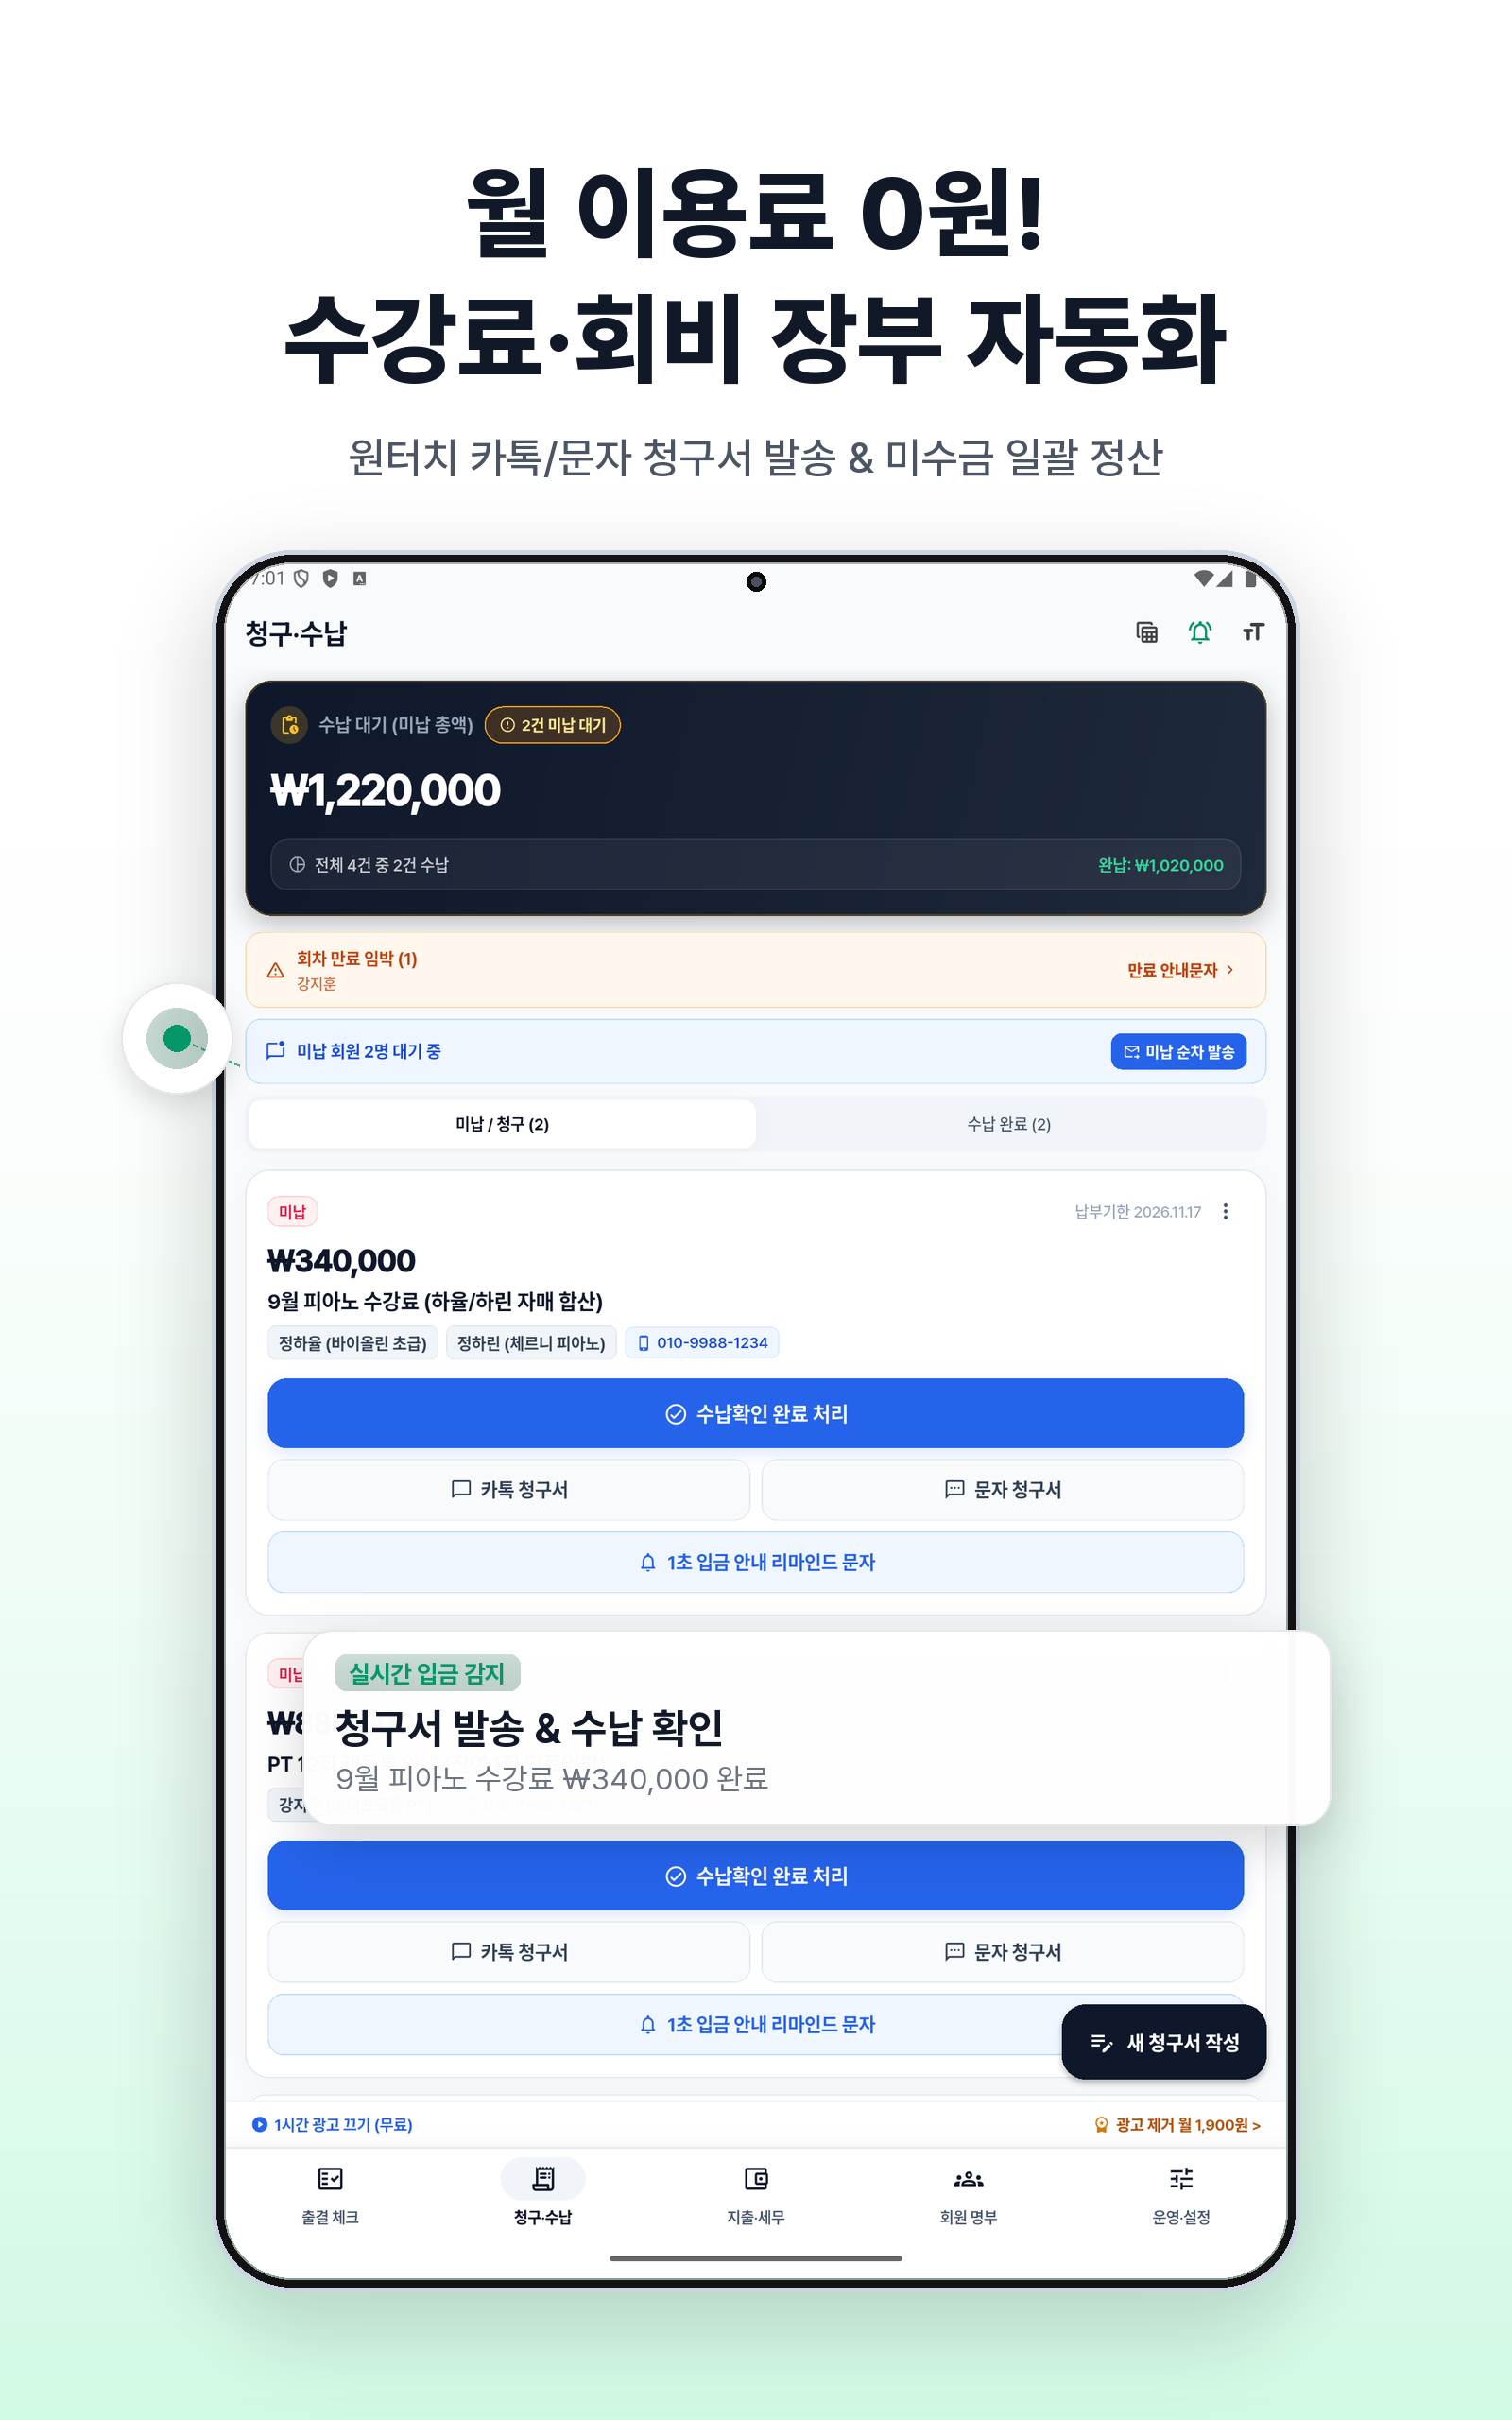 월 이용료 0원!
수강료·회비 장부 자동화
원터치 카톡/문자 청구서 발송 & 미수금 일괄 정산
7:01
청구·수납
수납 대기 (미납 총액) 2건 미납 대기
₩1,220,000
전체 4건 중 2건 수납 완납: ₩1,020,000
회차 만료 임박 (1)
강지훈
만료 안내문자 >
미납 회원 2명 대기 중 미납 순차 발송
미납 / 청구 (2) 수납 완료 (2)
미납 납부기한 2026.11.17
₩340,000
9월 피아노 수강료 (하율/하린 자매 합산)
정하율 (바이올린 초급) 정하린 (체르니 피아노) 010-9988-1234
수납확인 완료 처리
카톡 청구서 문자 청구서
1초 입금 안내 리마인드 문자
실시간 입금 감지
청구서 발송 & 수납 확인
9월 피아노 수강료 ₩340,000 완료
PT
수납확인 완료 처리
카톡 청구서 문자 청구서
1초 입금 안내 리마인드 문자
새 청구서 작성
1시간 광고 끄기 (무료) 광고 제거 월 1,900원 >
출결 체크 청구·수납 지출·세무 회원 명부 운영·설정